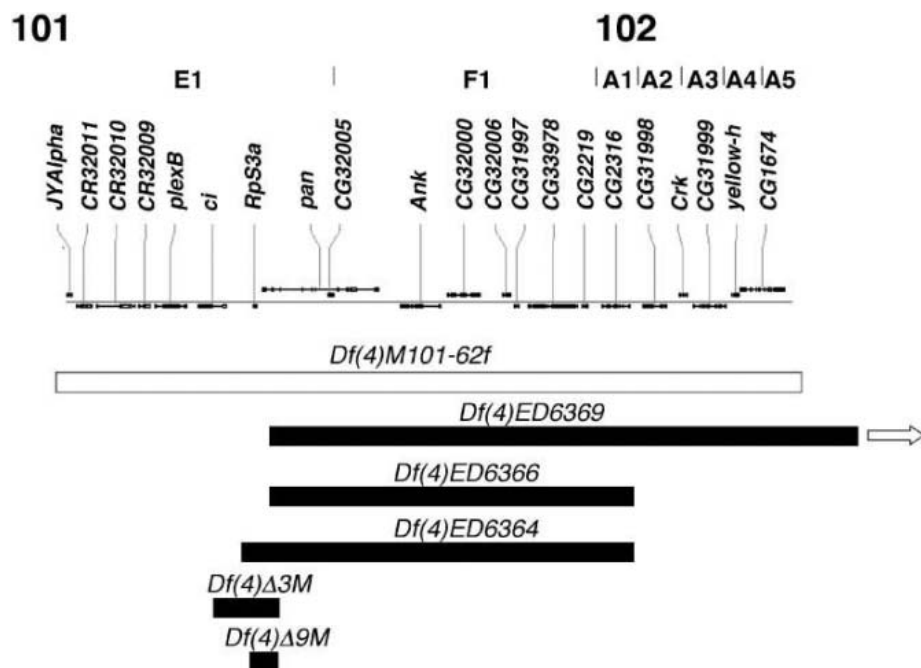 101 102
E1 F1 A1 A2 A3 A4 A5
JYAlpha CR32011 CR32010 CR32009 plexB ci RpS3a pan CG32005 Ank CG32000 CG32006 CG31997 CG33978 CG2219 CG2316 CG31998 Crk CG31999 yellow-h CG1674
Df(4)M101-62f
Df(4)ED6369
Df(4)ED6366
Df(4)ED6364
Df(4)Δ3M
Df(4)Δ9M